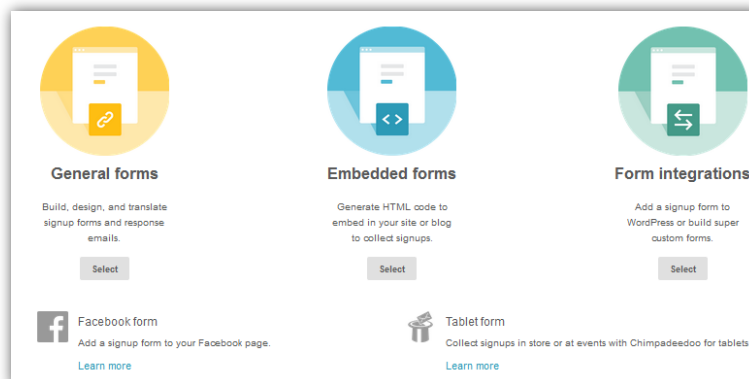 General forms
Build, design, and translate
signup forms and response
emails.
Select
Embedded forms
Generate HTML code to
embed in your site or blog
to collect signups.
Select
Form integrations
Add a signup form to
WordPress or build super
custom forms.
Select
Facebook form
Add a signup form to your Facebook page.
Learn more
Tablet form
Collect signups in store or at events with Chimpadeedoo for tablets
Learn more